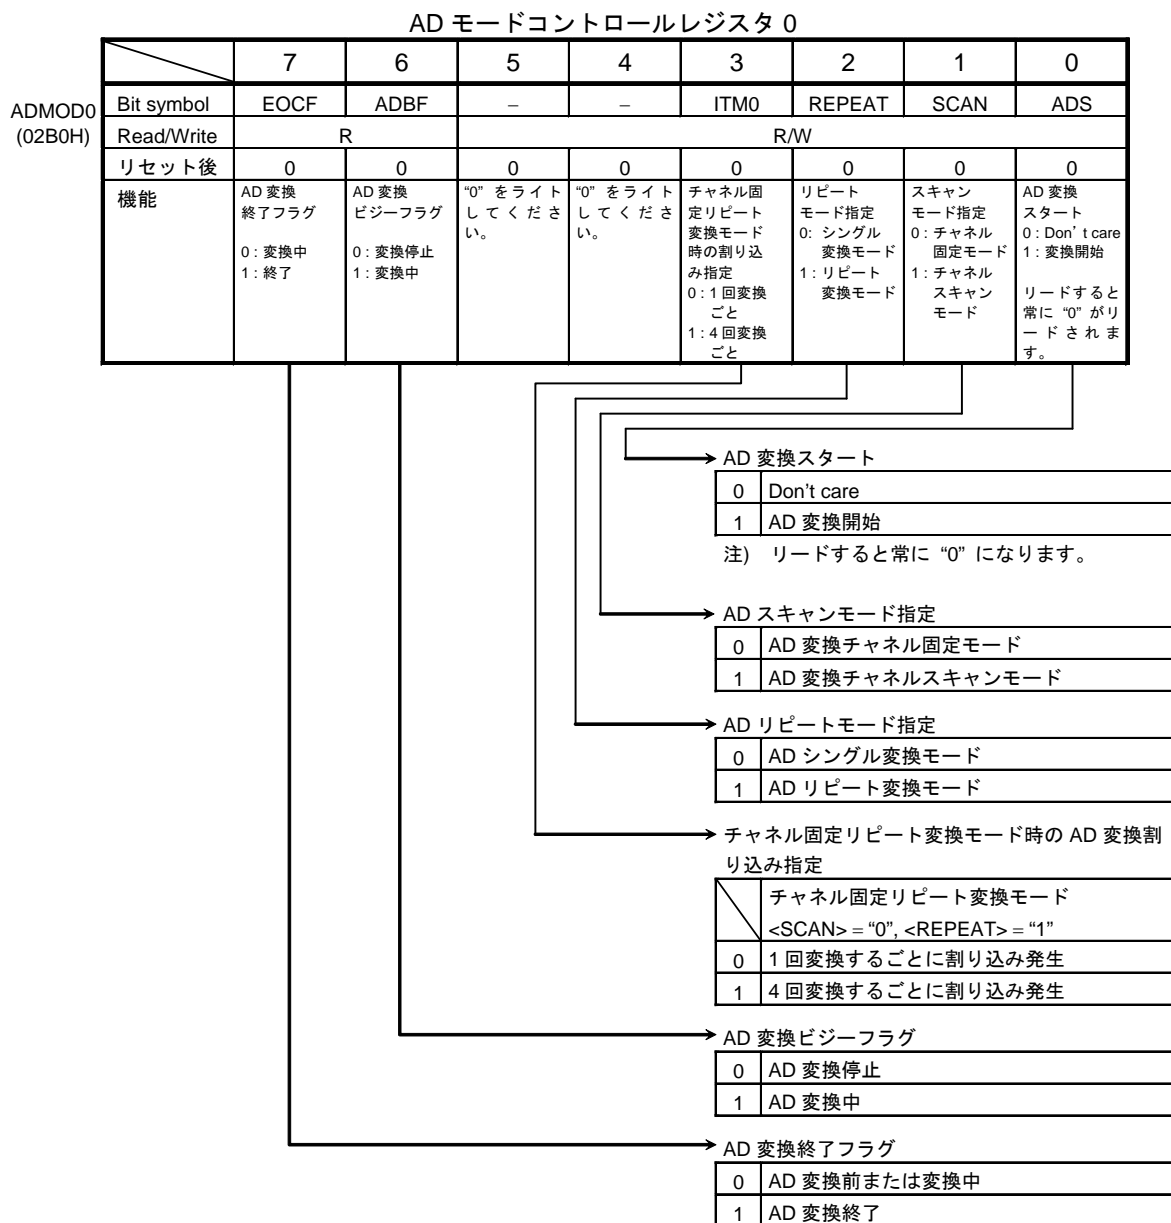 AD モードコントロールレジスタ 0
7 6 5 4 3 2 1 0
ADMOD0
(02B0H)
Bit symbol EOCF ADBF − − ITM0 REPEAT SCAN ADS
Read/Write R R/W
リセット後 0 0 0 0 0 0 0 0
機能
AD 変換
終了フラグ
0 : 変換中
1 : 終了
AD 変換
ビジーフラグ
0 : 変換停止
1 : 変換中
“0” をライト
してくださ
い。
“0” をライト
してくださ
い。
チャネル固
定リピート
変換モード
時の割り込
み指定
0 : 1 回変換
ごと
1 : 4 回変換
ごと
リピート
モード指定
0: シングル
変換モード
1 : リピート
変換モード
スキャン
モード指定
0 : チャネル
固定モード
1 : チャネル
スキャン
モード
AD 変換
スタート
0 : Don’t care
1 : 変換開始
リードすると
常に “0” がリ
ードされま
す。
AD 変換スタート
0 Don't care
1 AD 変換開始
注) リードすると常に “0” になります。
AD スキャンモード指定
0 AD 変換チャネル固定モード
1 AD 変換チャネルスキャンモード
AD リピートモード指定
0 AD シングル変換モード
1 AD リピート変換モード
チャネル固定リピート変換モード時の AD 変換割
り込み指定
チャネル固定リピート変換モード
<SCAN> = “0”, <REPEAT> = “1”
0 1 回変換するごとに割り込み発生
1 4 回変換するごとに割り込み発生
AD 変換ビジーフラグ
0 AD 変換停止
1 AD 変換中
AD 変換終了フラグ
0 AD 変換前または変換中
1 AD 変換終了